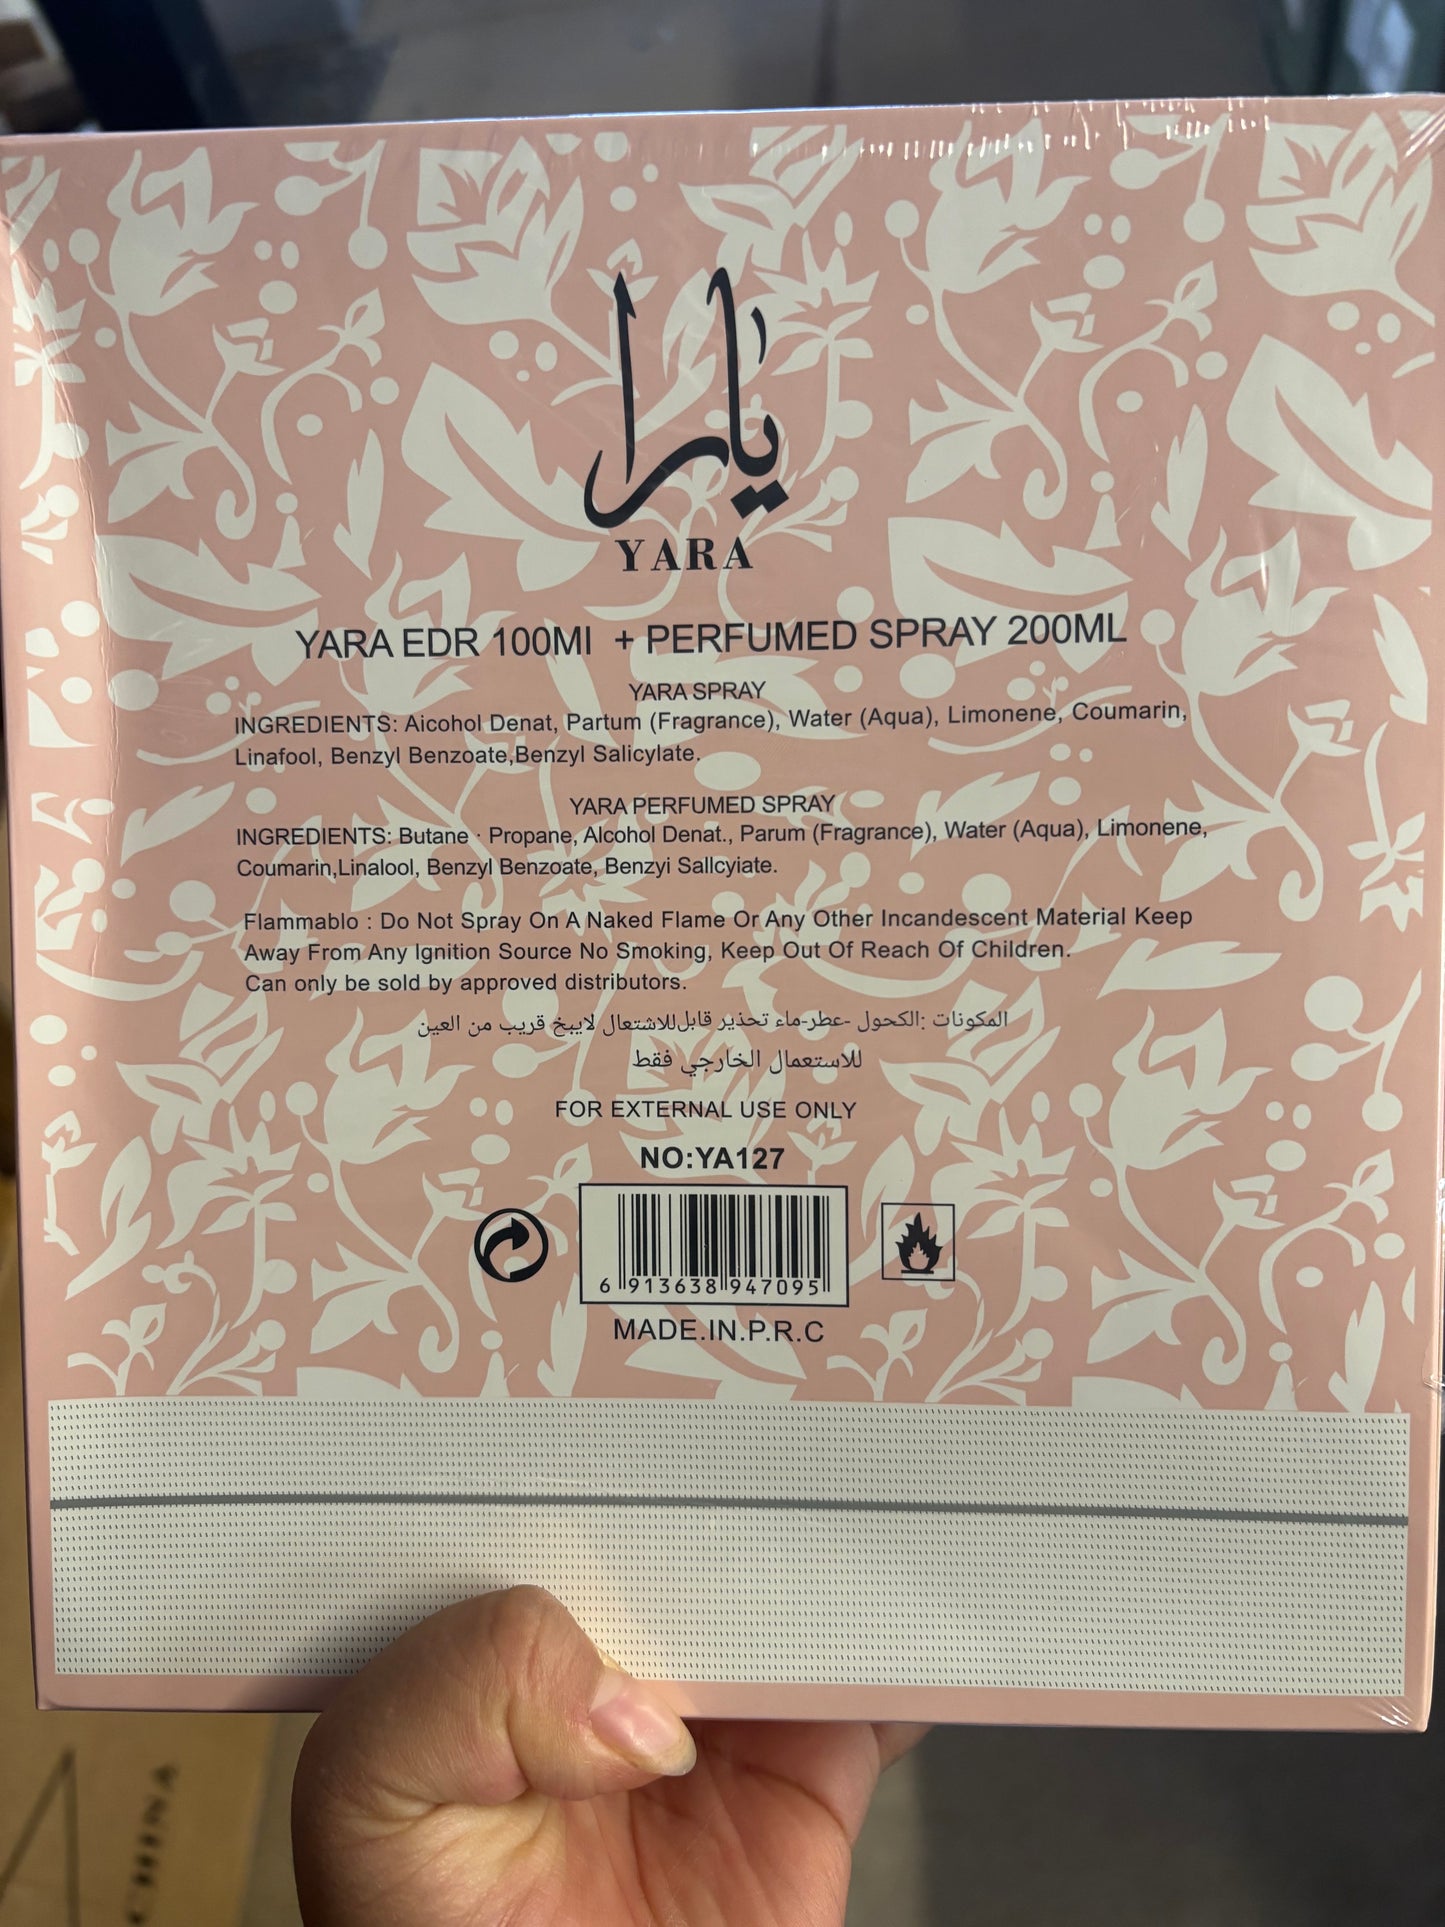 يارا
YARA
YARA EDR 100MI + PERFUMED SPRAY 200ML
YARA SPRAY
INGREDIENTS: Aicohol Denat, Partum (Fragrance), Water (Aqua), Limonene, Coumarin,
Linafool, Benzyl Benzoate,Benzyl Salicylate.
YARA PERFUMED SPRAY
INGREDIENTS: Butane · Propane, Alcohol Denat., Parum (Fragrance), Water (Aqua), Limonene,
Coumarin,Linalool, Benzyl Benzoate, Benzyi Sallcyiate.
Flammablo : Do Not Spray On A Naked Flame Or Any Other Incandescent Material Keep
Away From Any Ignition Source No Smoking, Keep Out Of Reach Of Children.
Can only be sold by approved distributors.
المكونات :الكحول -عطر-ماء تحذير قابل للاشتعال لايبخ قريب من العين
للاستعمال الخارجي فقط
FOR EXTERNAL USE ONLY
NO:YA127
6 913638 947095
MADE.IN.P.R.C
CHINA